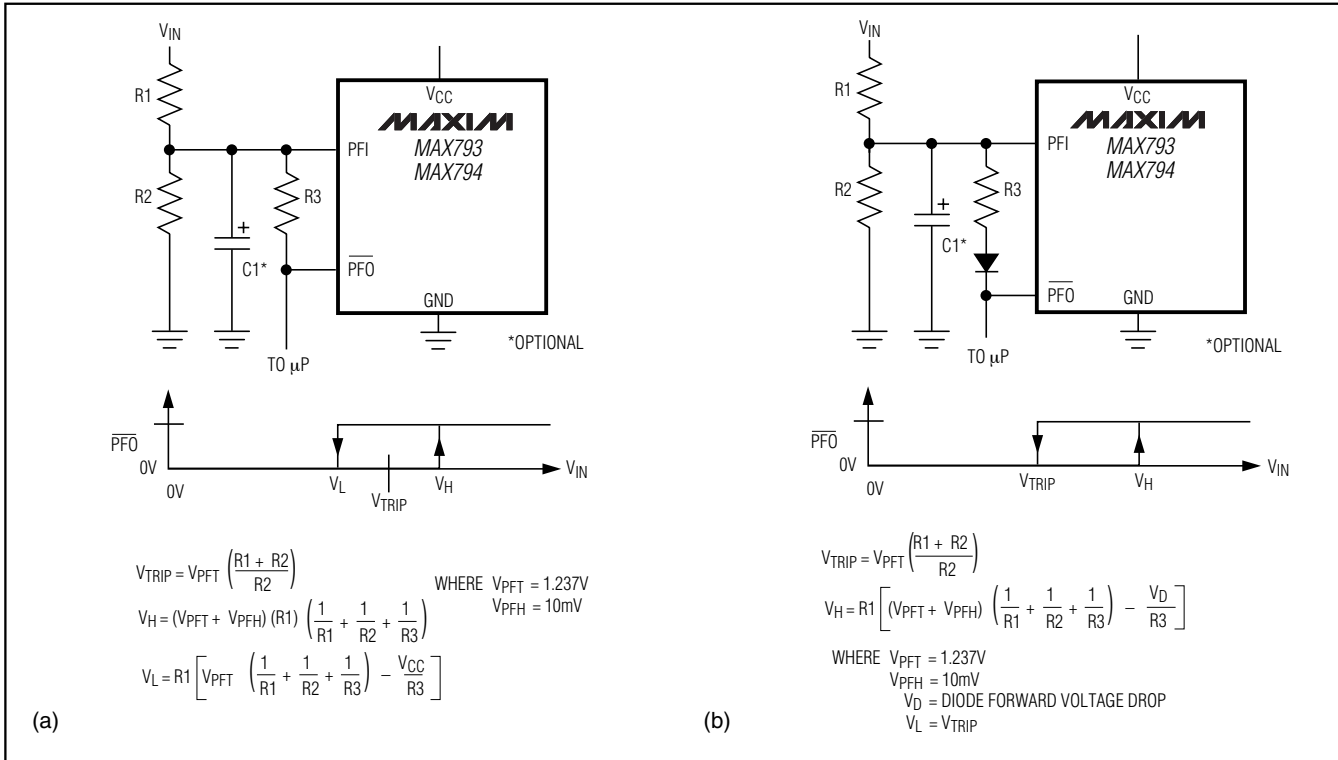 VIN
R1
VCC
MAXIM
MAX793
MAX794
PFI
R2
R3
C1*
+
PFO
GND
*OPTIONAL
TO μP
PFO
0V
0V
VL
VTRIP
VH
VIN
VTRIP = VPFT (R1 + R2 / R2)
WHERE VPFT = 1.237V
VPFH = 10mV
VH = (VPFT + VPFH) (R1) (1/R1 + 1/R2 + 1/R3)
VL = R1 [VPFT (1/R1 + 1/R2 + 1/R3) – VCC/R3]
(a)
VIN
R1
VCC
MAXIM
MAX793
MAX794
PFI
R2
R3
C1*
+
PFO
GND
*OPTIONAL
TO μP
PFO
0V
0V
VTRIP
VH
VIN
VTRIP = VPFT (R1 + R2 / R2)
VH = R1 [(VPFT + VPFH) (1/R1 + 1/R2 + 1/R3) – VD/R3]
WHERE VPFT = 1.237V
VPFH = 10mV
VD = DIODE FORWARD VOLTAGE DROP
VL = VTRIP
(b)